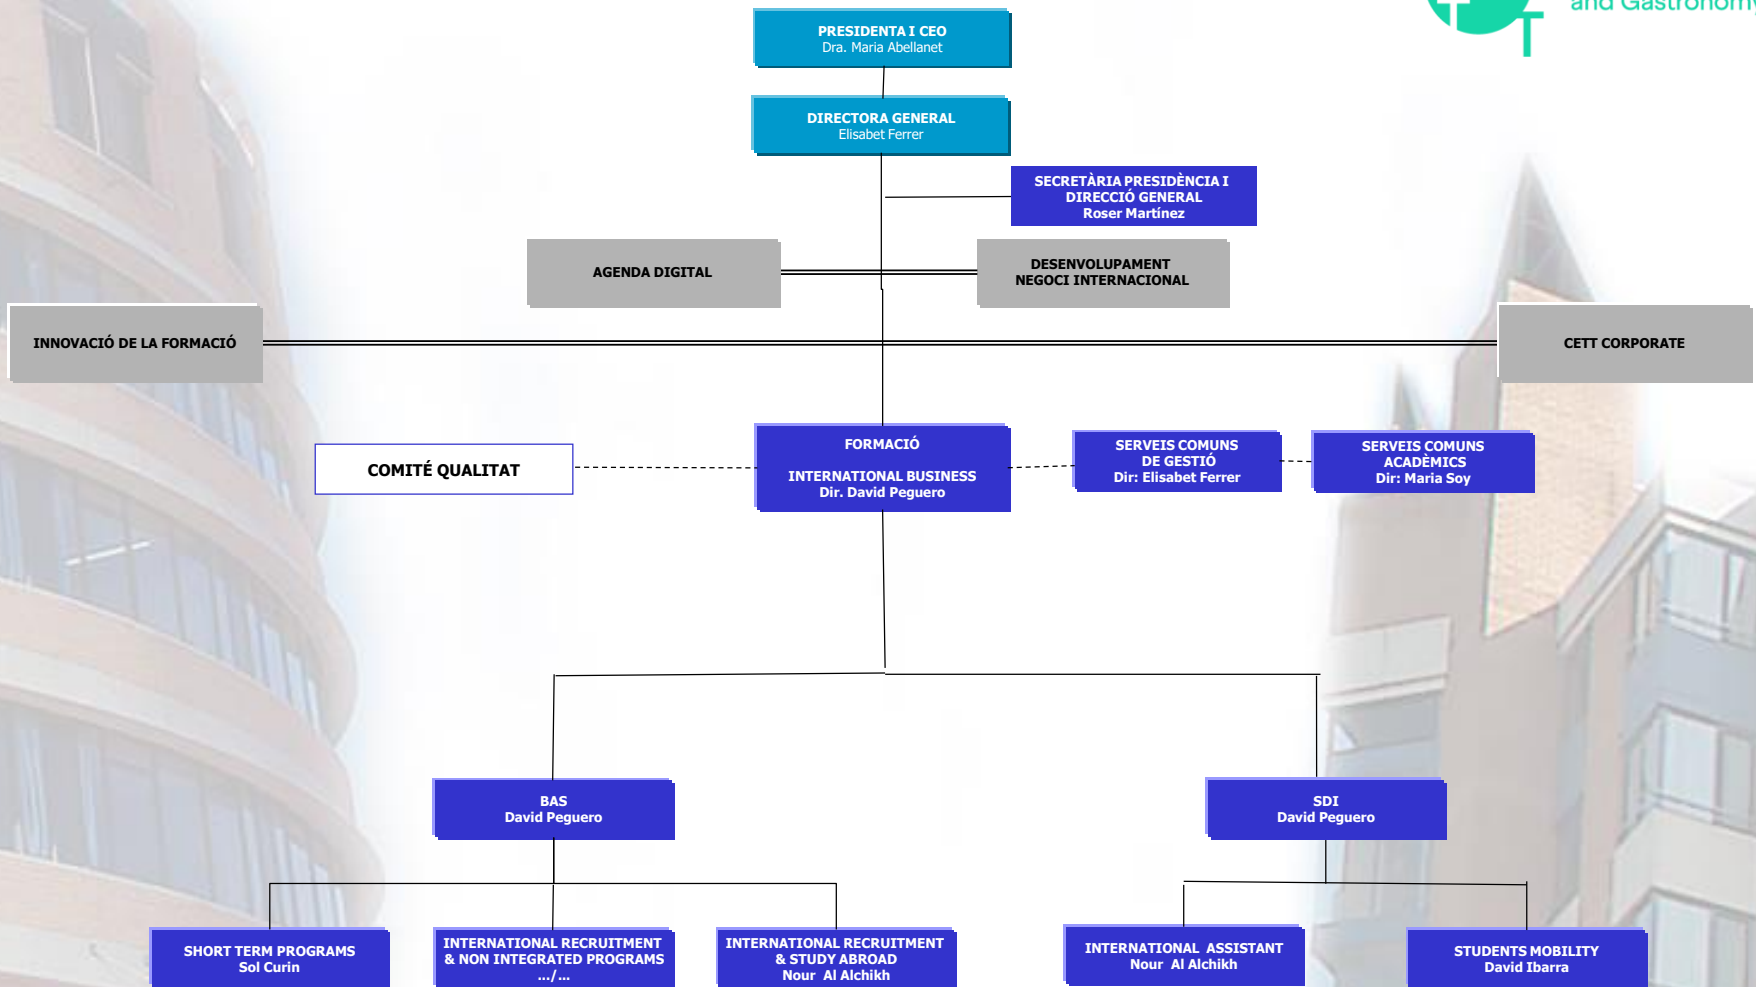 and Gastronomy
PRESIDENTA I CEO
Dra. Maria Abellanet
DIRECTORA GENERAL
Elisabet Ferrer
SECRETÀRIA PRESIDÈNCIA I
DIRECCIÓ GENERAL
Roser Martínez
AGENDA DIGITAL
DESENVOLUPAMENT
NEGOCI INTERNACIONAL
INNOVACIÓ DE LA FORMACIÓ
CETT CORPORATE
COMITÉ QUALITAT
FORMACIÓ
INTERNATIONAL BUSINESS
Dir. David Peguero
SERVEIS COMUNS
DE GESTIÓ
Dir: Elisabet Ferrer
SERVEIS COMUNS
ACADÈMICS
Dir: Maria Soy
BAS
David Peguero
SDI
David Peguero
SHORT TERM PROGRAMS
Sol Curin
INTERNATIONAL RECRUITMENT
& NON INTEGRATED PROGRAMS
.../...
INTERNATIONAL RECRUITMENT
& STUDY ABROAD
Nour Al Alchikh
INTERNATIONAL ASSISTANT
Nour Al Alchikh
STUDENTS MOBILITY
David Ibarra